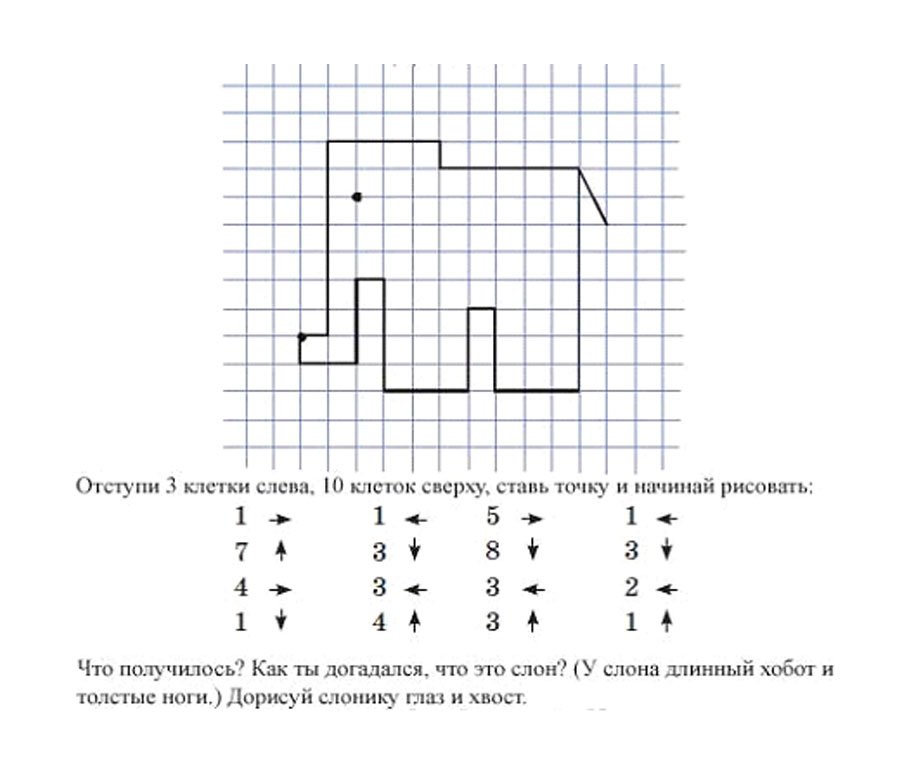 Отступи 3 клетки слева, 10 клеток сверху, ставь точку и начинай рисовать:
1 → 1 ← 5 → 1 ←
7 ↑ 3 ↓ 8 ↓ 3 ↓
4 → 3 ← 3 ← 2 ←
1 ↓ 4 ↑ 3 ↑ 1 ↑
Что получилось? Как ты догадался, что это слон? (У слона длинный хобот и
толстые ноги.) Дорисуй слонику глаз и хвост.